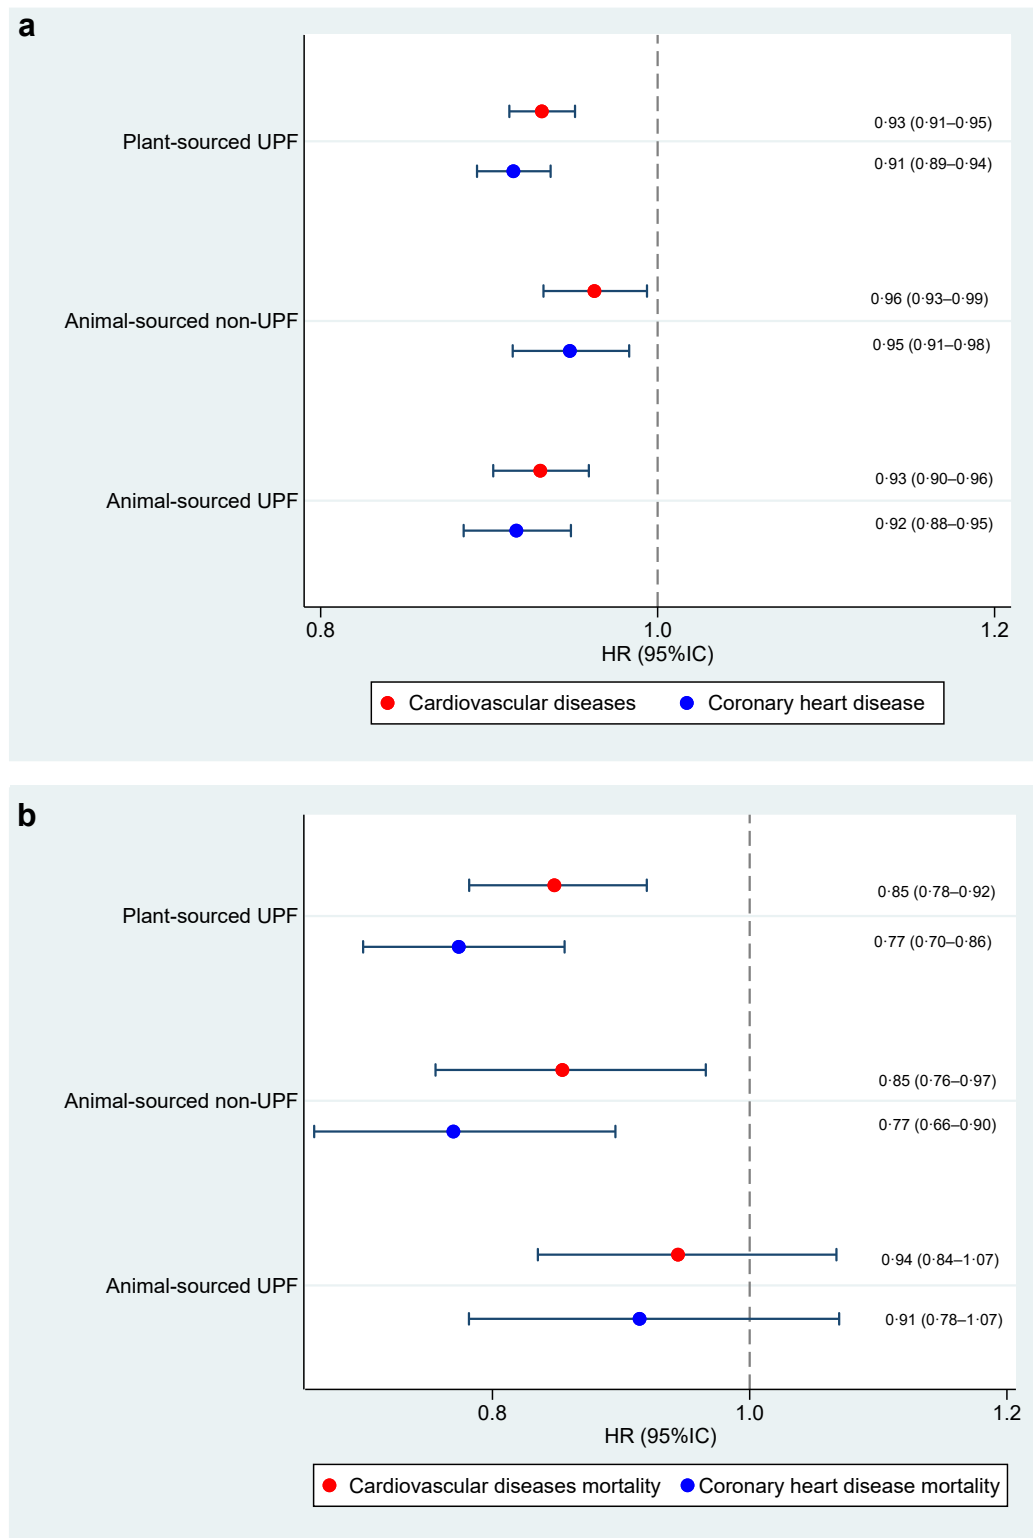 a
Plant-sourced UPF
0·93 (0·91–0·95)
0·91 (0·89–0·94)
Animal-sourced non-UPF
0·96 (0·93–0·99)
0·95 (0·91–0·98)
Animal-sourced UPF
0·93 (0·90–0·96)
0·92 (0·88–0·95)
0.8 1.0 1.2
HR (95%IC)
Cardiovascular diseases Coronary heart disease
b
Plant-sourced UPF
0·85 (0·78–0·92)
0·77 (0·70–0·86)
Animal-sourced non-UPF
0·85 (0·76–0·97)
0·77 (0·66–0·90)
Animal-sourced UPF
0·94 (0·84–1·07)
0·91 (0·78–1·07)
0.8 1.0 1.2
HR (95%IC)
Cardiovascular diseases mortality Coronary heart disease mortality